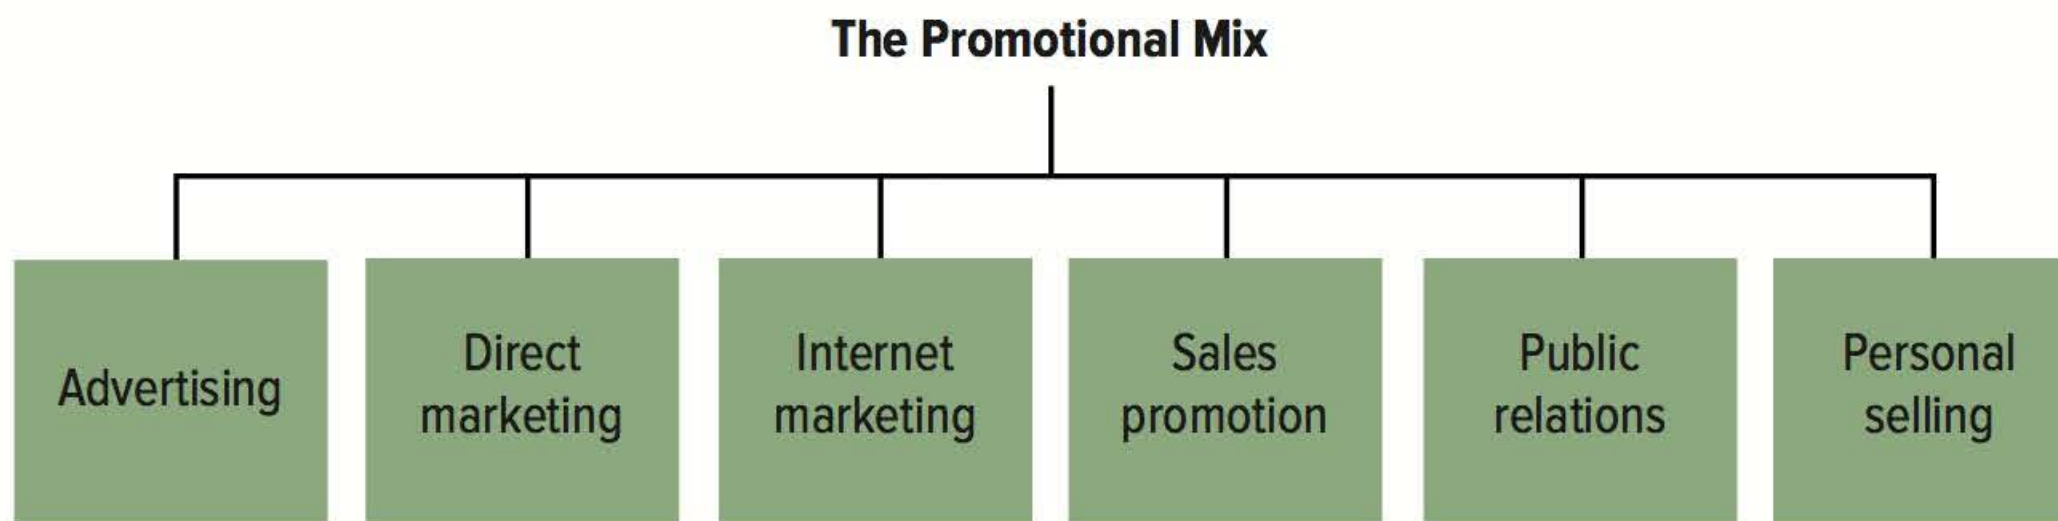 The Promotional Mix
Advertising
Direct
marketing
Internet
marketing
Sales
promotion
Public
relations
Personal
selling